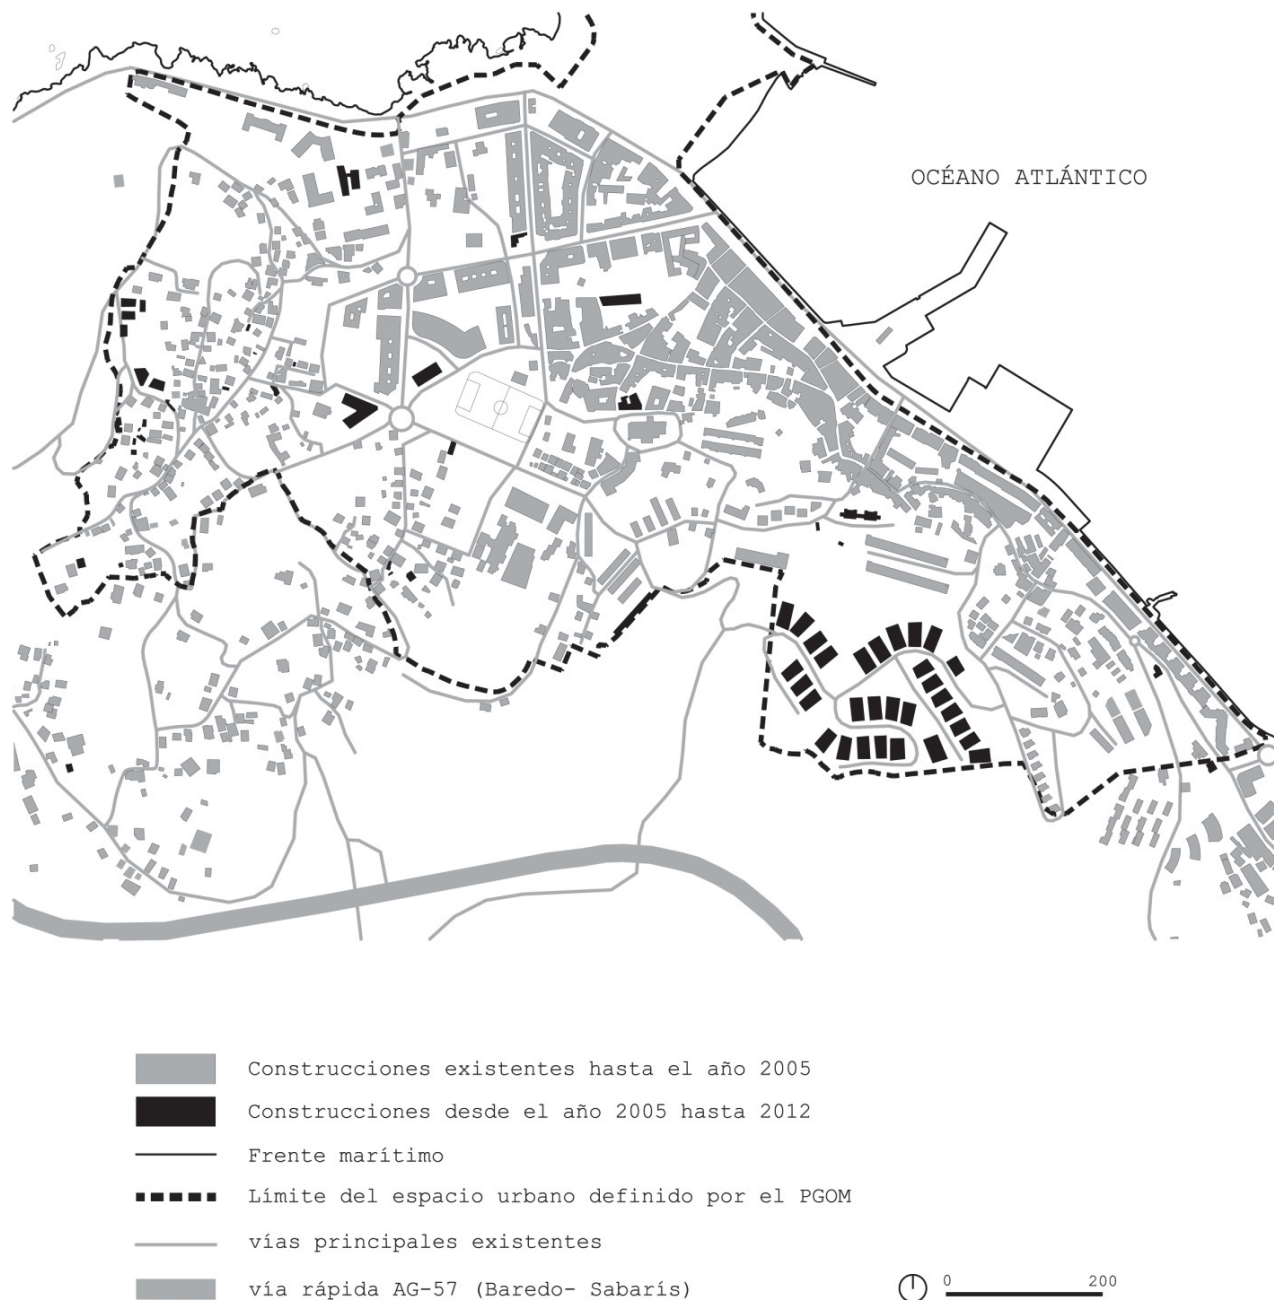 OCÉANO ATLÁNTICO
Construcciones existentes hasta el año 2005
Construcciones desde el año 2005 hasta 2012
Frente marítimo
Límite del espacio urbano definido por el PGOM
vías principales existentes
vía rápida AG-57 (Baredo- Sabarís)
0 200